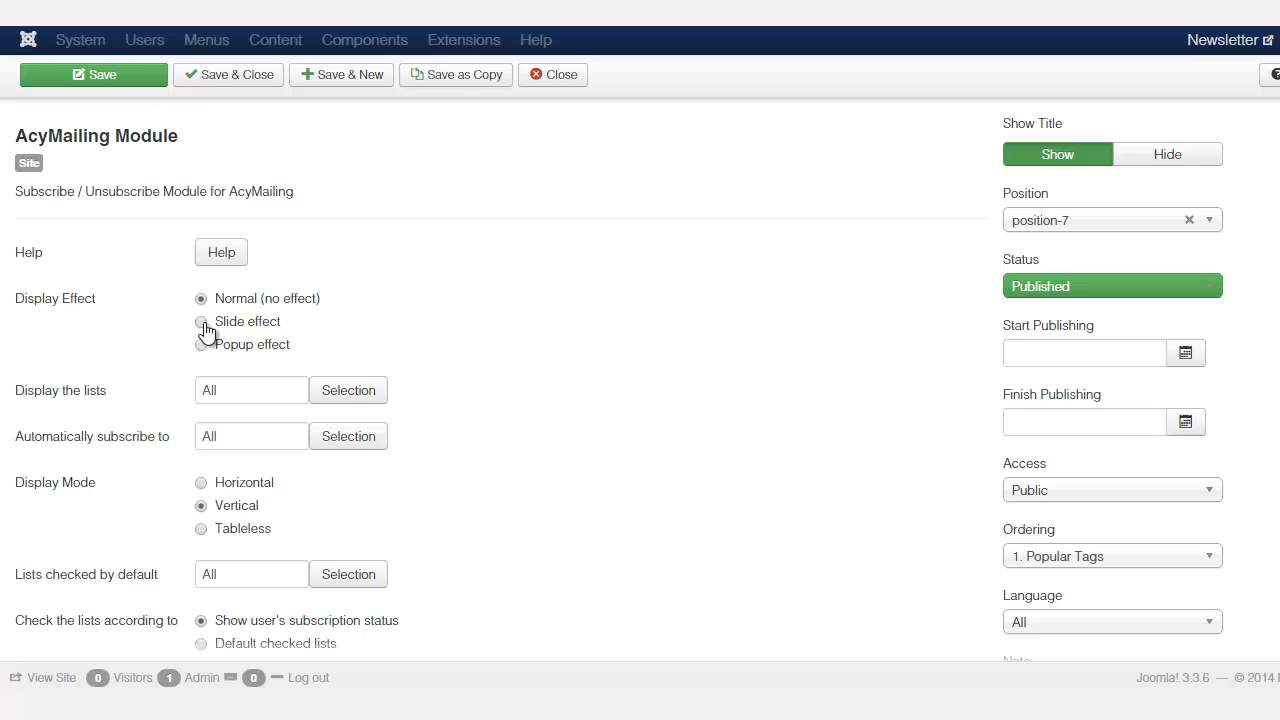 System Users Menus Content Components Extensions Help Newsletter
Save Save & Close Save & New Save as Copy Close
AcyMailing Module
Site
Subscribe / Unsubscribe Module for AcyMailing
Help Help
Display Effect Normal (no effect)
Slide effect
Popup effect
Display the lists All Selection
Automatically subscribe to All Selection
Display Mode Horizontal
Vertical
Tableless
Lists checked by default All Selection
Check the lists according to Show user's subscription status
Default checked lists
Show Title
Show Hide
Position
position-7
Status
Published
Start Publishing
Finish Publishing
Access
Public
Ordering
1. Popular Tags
Language
All
Note
View Site 0 Visitors 1 Admin 0 Log out Joomla! 3.3.6 — © 2014